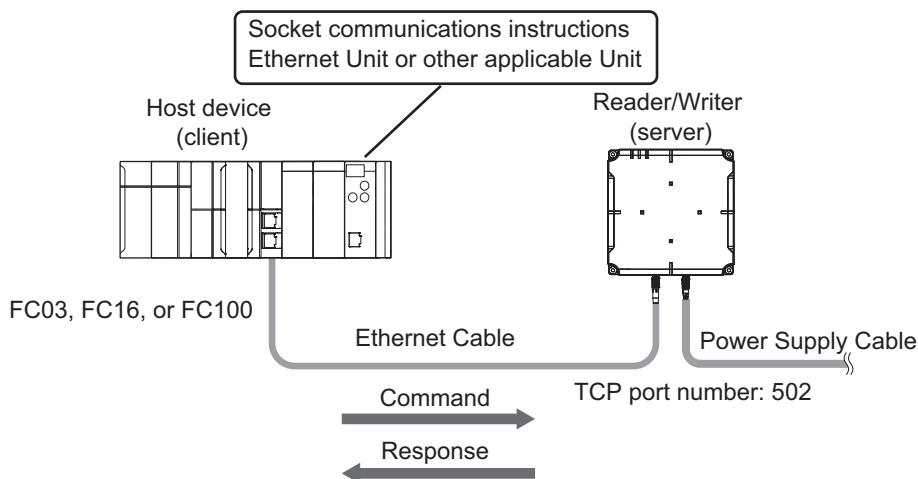 Socket communications instructions
Ethernet Unit or other applicable Unit
Host device
(client)
Reader/Writer
(server)
FC03, FC16, or FC100
Ethernet Cable
Power Supply Cable
TCP port number: 502
Command
Response